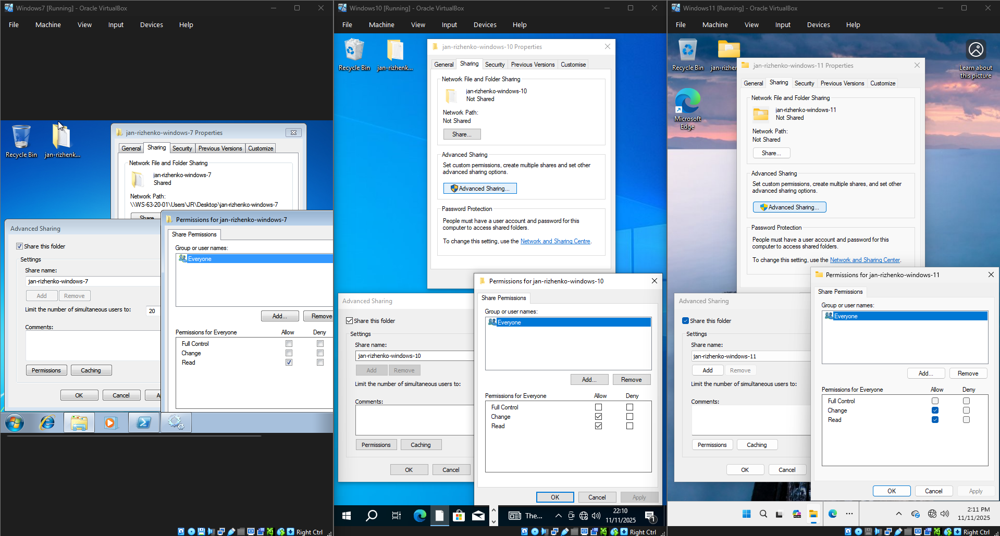 Windows7 [Running] - Oracle VirtualBox
File Machine View Input Devices Help
Recycle Bin
jan-rizhenk...
jan-rizhenko-windows-7 Properties
General Sharing Security Previous Versions Customize
Network File and Folder Sharing
jan-rizhenko-windows-7
Shared
Network Path:
\\WS-63-20-01\Users\JR\Desktop\jan-rizhenko-windows-7
Share
Advanced Sharing
Share this folder
Settings
Share name:
jan-rizhenko-windows-7
Add Remove
Limit the number of simultaneous users to: 20
Comments:
Permissions Caching
OK Cancel A
Permissions for jan-rizhenko-windows-7
Share Permissions
Group or user names:
Everyone
Add... Remove
Permissions for Everyone Allow Deny
Full Control
Change
Read
Right Ctrl
Windows10 [Running] - Oracle VirtualBox
File Machine View Input Devices Help
Recycle Bin
jan-rizhenk...
jan-rizhenko-windows-10 Properties
General Sharing Security Previous Versions Customise
Network File and Folder Sharing
jan-rizhenko-windows-10
Not Shared
Network Path:
Not Shared
Share...
Advanced Sharing
Set custom permissions, create multiple shares and set other
advanced sharing options.
Advanced Sharing...
Password Protection
People must have a user account and password for this
computer to access shared folders.
To change this setting, use the Network and Sharing Centre.
Advanced Sharing
Share this folder
Settings
Share name:
jan-rizhenko-windows-10
Add Remove
Limit the number of simultaneous users to:
Comments:
Permissions Caching
OK Cancel
Permissions for jan-rizhenko-windows-10
Share Permissions
Group or user names:
Everyone
Add... Remove
Permissions for Everyone Allow Deny
Full Control
Change
Read
OK Cancel Apply
The...
22:10
11/11/2025
1
Right Ctrl
Windows11 [Running] - Oracle VirtualBox
File Machine View Input Devices Help
Recycle Bin
jan-rizher
Microsoft
Edge
Learn about
this picture
jan-rizhenko-windows-11 Properties
General Sharing Security Previous Versions Customize
Network File and Folder Sharing
jan-rizhenko-windows-11
Not Shared
Network Path:
Not Shared
Share...
Advanced Sharing
Set custom permissions, create multiple shares, and set other
advanced sharing options.
Advanced Sharing...
Password Protection
People must have a user account and password for this
computer to access shared folders.
To change this setting, use the Network and Sharing Center.
Advanced Sharing
Share this folder
Settings
Share name:
jan-rizhenko-windows-11
Add Remove
Limit the number of simultaneous users to:
Comments:
Permissions Caching
OK Cancel
Permissions for jan-rizhenko-windows-11
Share Permissions
Group or user names:
Everyone
Add... Remove
Permissions for Everyone Allow Deny
Full Control
Change
Read
OK Cancel Apply
2:11 PM
11/11/2025
Right Ctrl